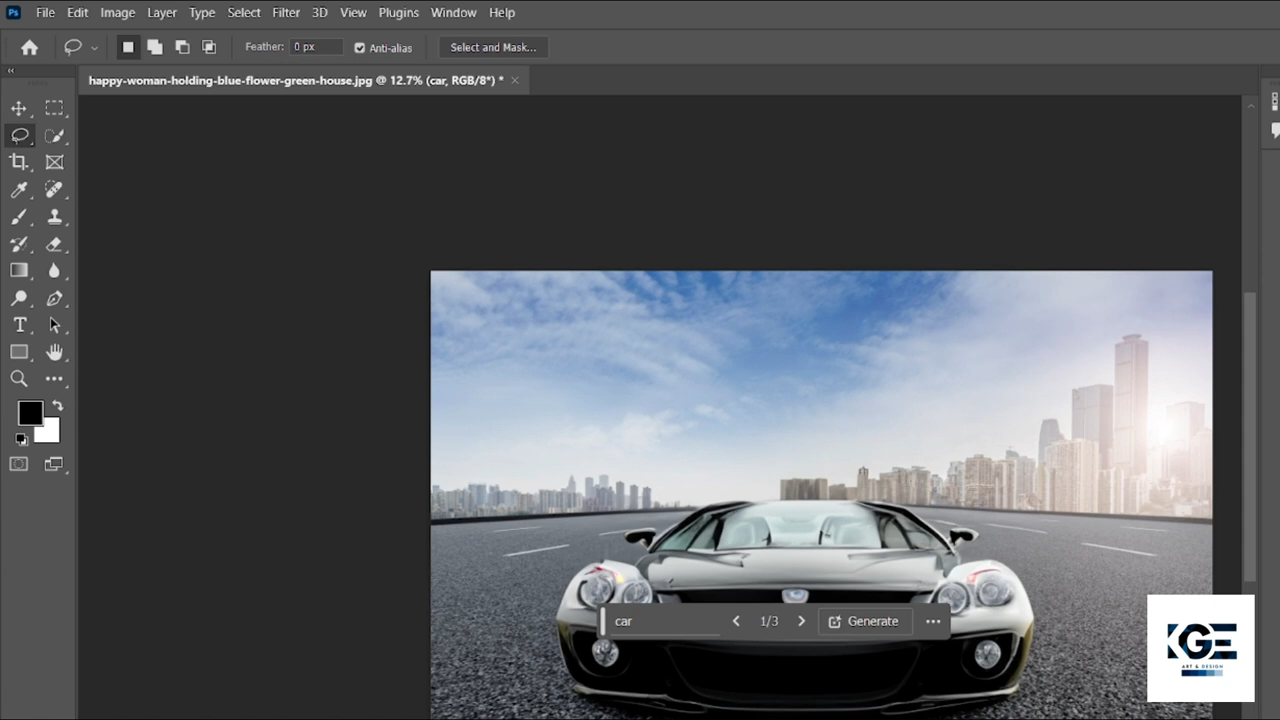 Ps File Edit Image Layer Type Select Filter 3D View Plugins Window Help
Feather: 0 px Anti-alias Select and Mask...
happy-woman-holding-blue-flower-green-house.jpg @ 12.7% (car, RGB/8*) *
car 1/3 Generate
KGE
ART & DESIGN